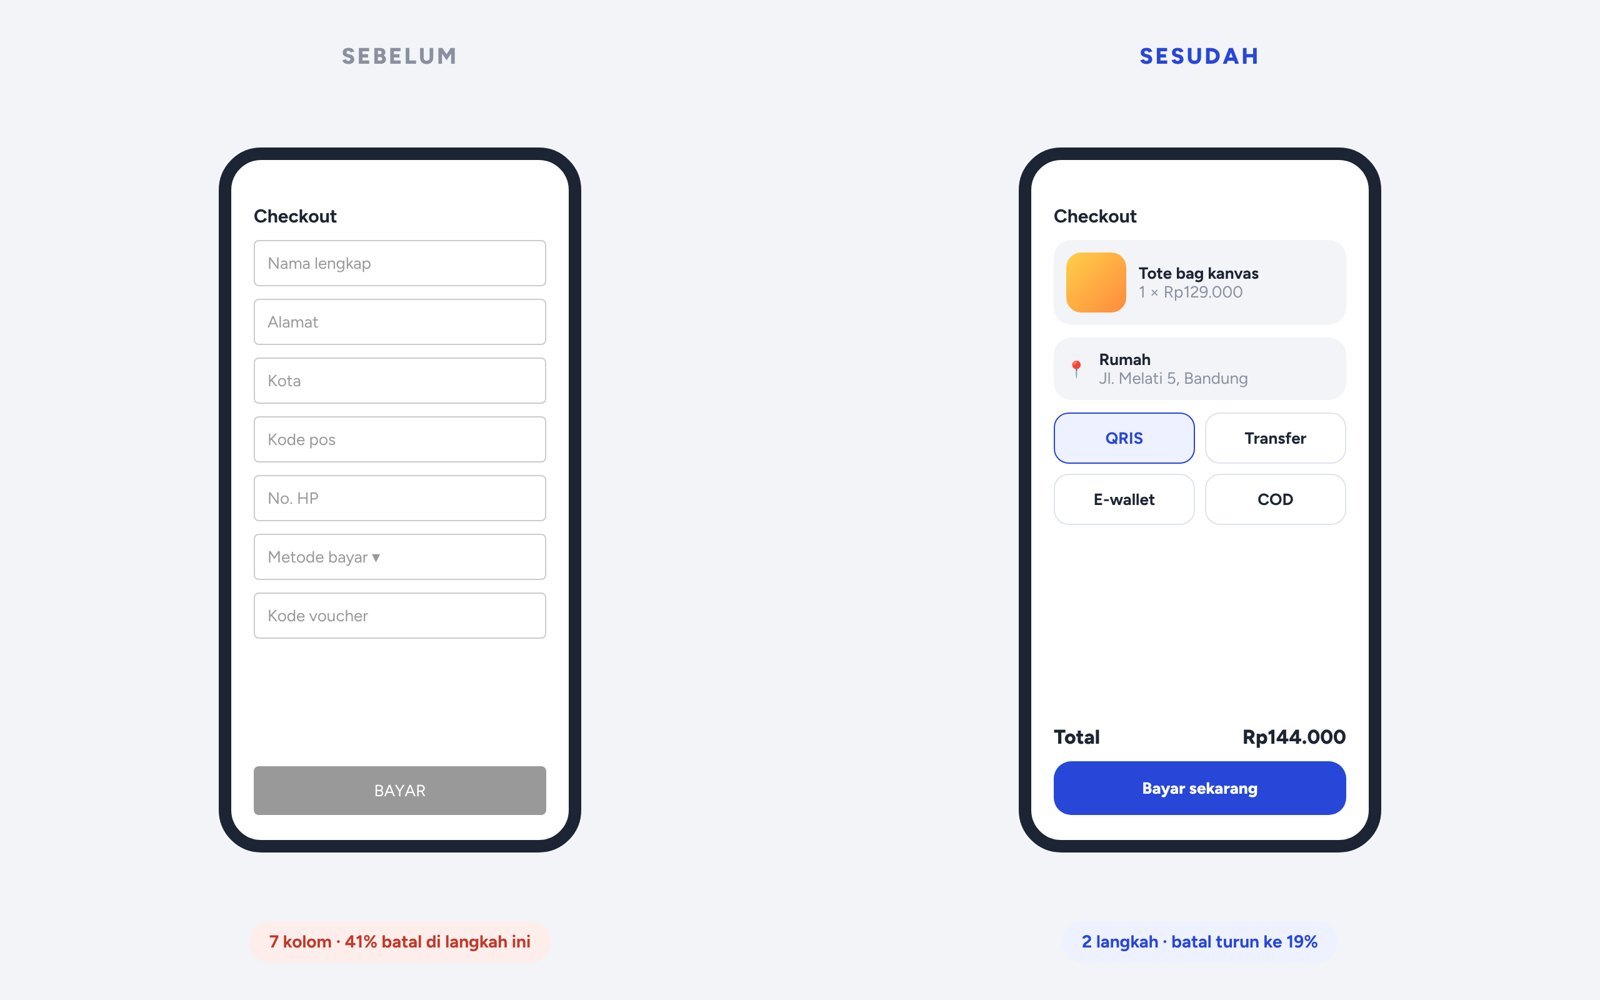 SEBELUM
Checkout
Nama lengkap
Alamat
Kota
Kode pos
No. HP
Metode bayar ▾
Kode voucher
BAYAR
7 kolom · 41% batal di langkah ini
SESUDAH
Checkout
Tote bag kanvas
1 × Rp129.000
Rumah
Jl. Melati 5, Bandung
QRIS
Transfer
E-wallet
COD
Total Rp144.000
Bayar sekarang
2 langkah · batal turun ke 19%